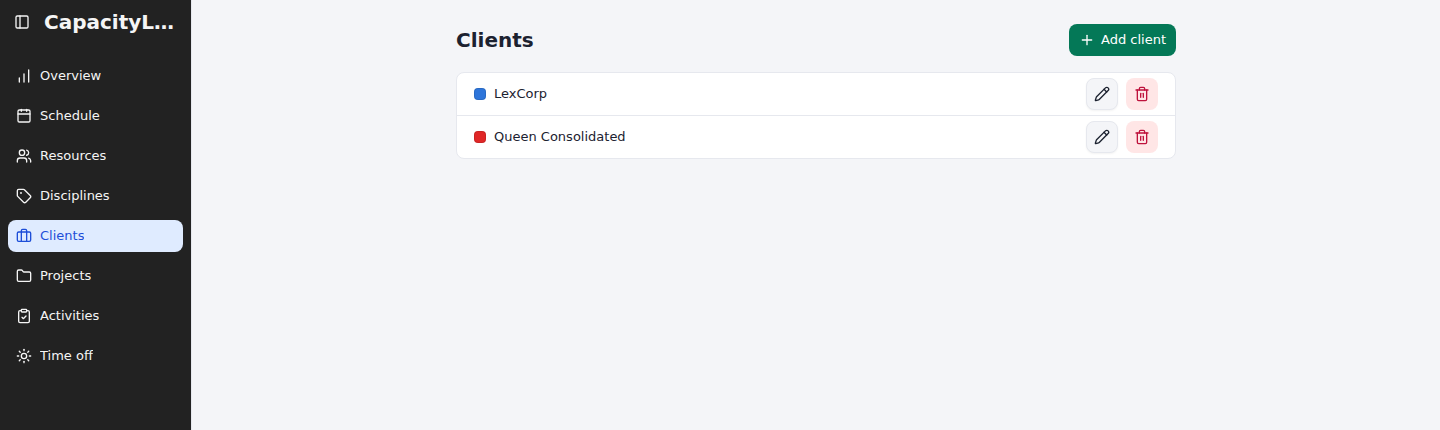 CapacityL...
Overview
Schedule
Resources
Disciplines
Clients
Projects
Activities
Time off
Clients
Add client
LexCorp
Queen Consolidated